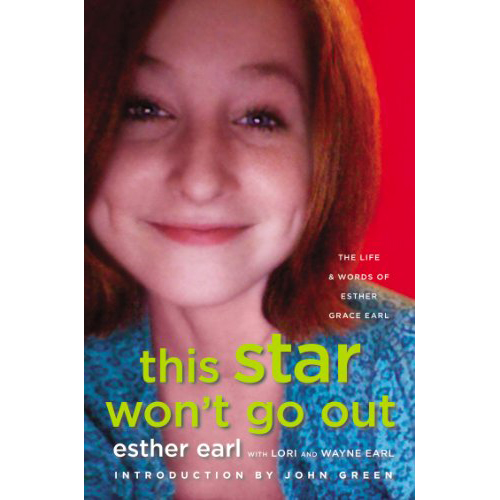 THE LIFE
& WORDS OF
ESTHER
GRACE EARL
this star
won't go out
esther earl WITH LORI AND WAYNE EARL
INTRODUCTION BY JOHN GREEN